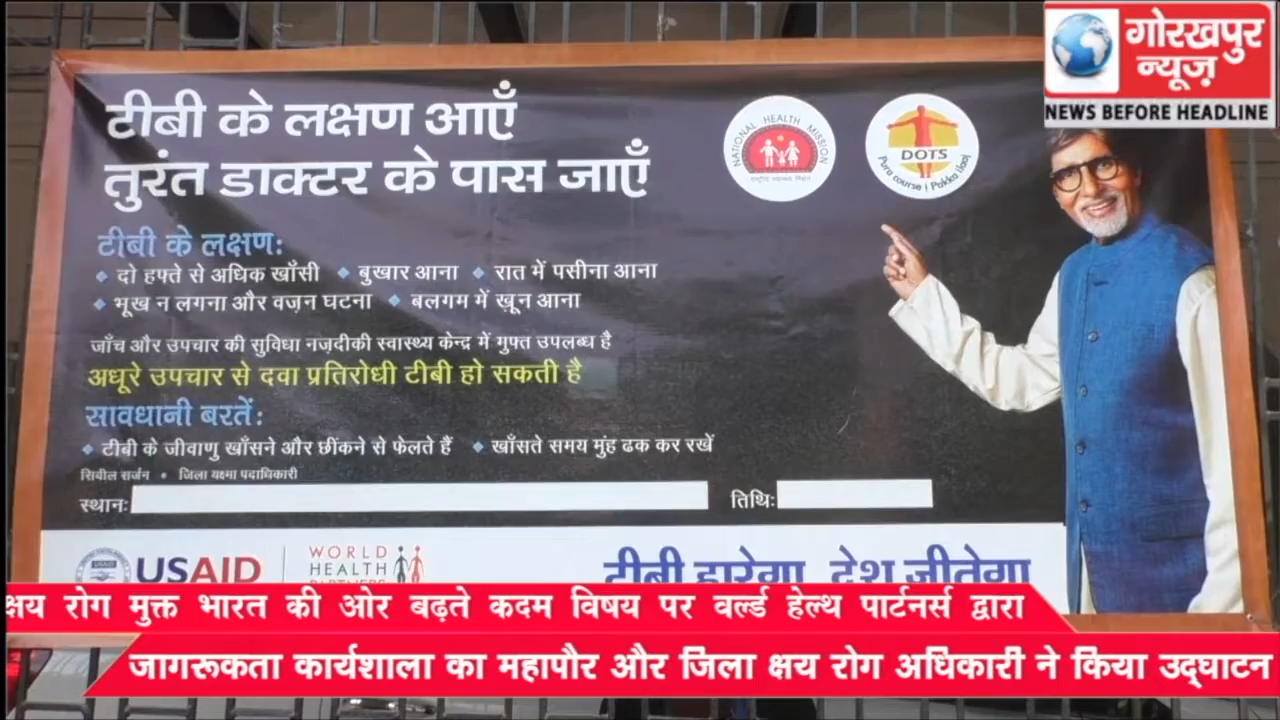 गोरखपुर
न्यूज़
NEWS BEFORE HEADLINE
टीबी के लक्षण आएँ
तुरंत डाक्टर के पास जाएँ
NATIONAL HEALTH MISSION
राष्ट्रीय स्वास्थ्य मिशन
DOTS
Pura course | Pakka ilaaj
टीबी के लक्षण:
दो हफ्ते से अधिक खाँसी ❖ बुखार आना ❖ रात में पसीना आना
भूख न लगना और वज़न घटना ❖ बलगम में ख़ून आना
जाँच और उपचार की सुविधा नज़दीकी स्वास्थ्य केन्द्र में मुफ्त उपलब्ध है
अधूरे उपचार से दवा प्रतिरोधी टीबी हो सकती है
सावधानी बरतें:
टीबी के जीवाणु खाँसने और छींकने से फेलते हैं ❖ खाँसते समय मुंह ढक कर रखें
सिवील सर्जन • जिला यक्ष्मा पदाधिकारी
स्थान:
तिथि:
USAID
WORLD
HEALTH
PARTNERS
टीबी हारेगा, देश जीतेगा
क्षय रोग मुक्त भारत की ओर बढ़ते कदम विषय पर वर्ल्ड हेल्थ पार्टनर्स द्वारा
जागरूकता कार्यशाला का महापौर और जिला क्षय रोग अधिकारी ने किया उद्घाटन